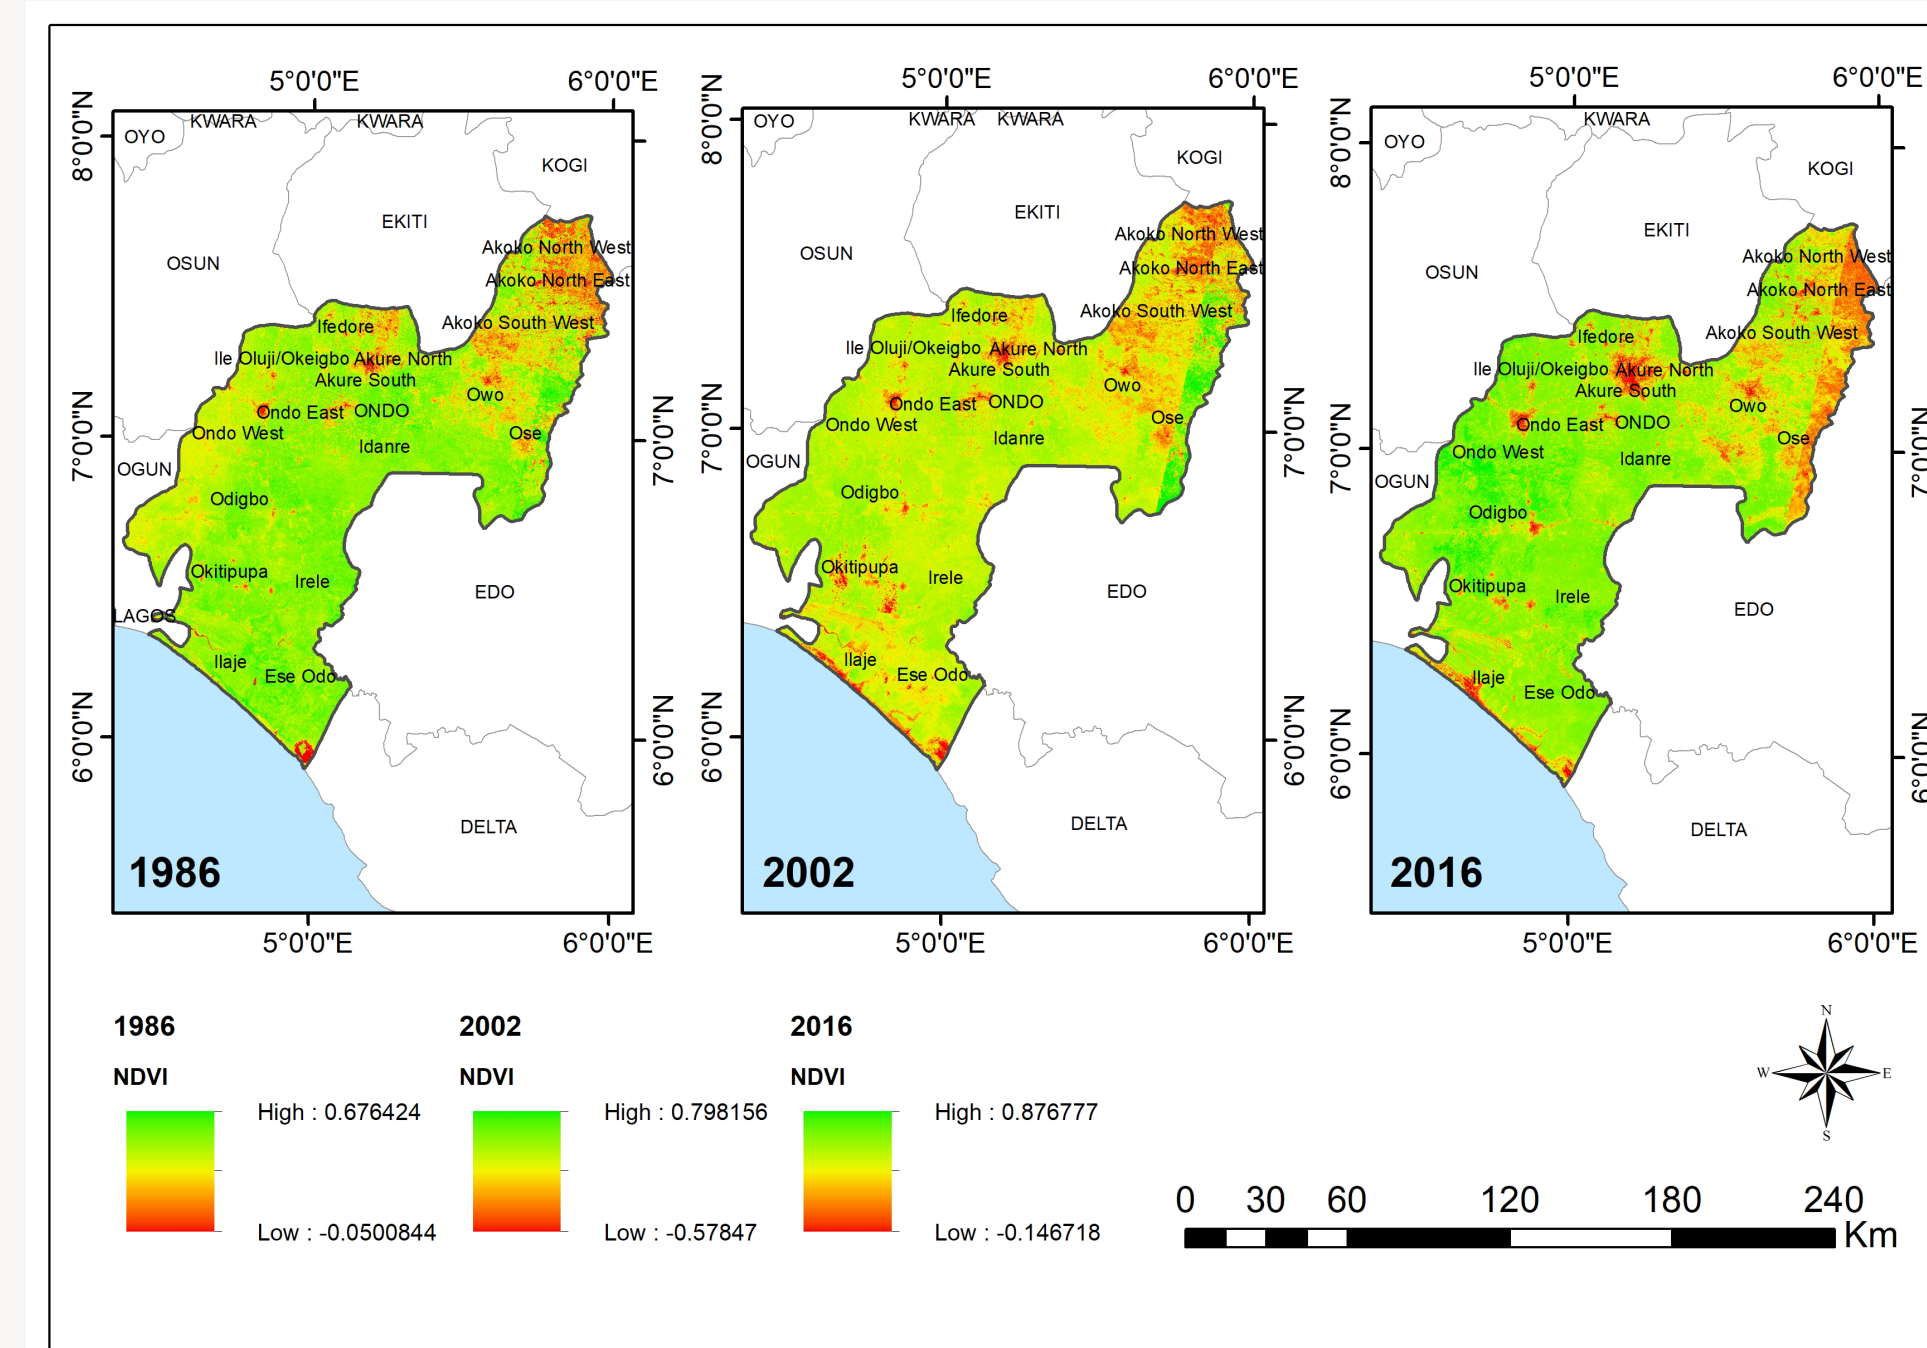 5°0'0"E 6°0'0"E
8°0'0"N
7°0'0"N
6°0'0"N
OYO
KWARA
KWARA
KOGI
EKITI
OSUN
Akoko North West
Akoko North East
Akoko South West
Ifedore
Ile Oluji/Okeigbo Akure North
Akure South
Owo
Ondo East ONDO
Ondo West
Ose
Idanre
OGUN
Odigbo
Okitipupa
Irele
EDO
LAGOS
Ilaje
Ese Odo
DELTA
1986
7°0'0"N
6°0'0"N
5°0'0"E 6°0'0"E
5°0'0"E 6°0'0"E
8°0'0"N
7°0'0"N
6°0'0"N
OYO
KWARA
KWARA
KOGI
EKITI
OSUN
Akoko North West
Akoko North East
Akoko South West
Ifedore
Ile Oluji/Okeigbo Akure North
Akure South
Owo
Ondo East ONDO
Ondo West
Ose
Idanre
OGUN
Odigbo
Okitipupa
Irele
EDO
Ilaje
Ese Odo
DELTA
2002
7°0'0"N
6°0'0"N
5°0'0"E 6°0'0"E
5°0'0"E 6°0'0"E
8°0'0"N
7°0'0"N
6°0'0"N
OYO
KWARA
KOGI
EKITI
OSUN
Akoko North West
Akoko North East
Akoko South West
Ifedore
Ile Oluji/Okeigbo Akure North
Akure South
Owo
Ondo East ONDO
Ondo West
Ose
Idanre
OGUN
Odigbo
Okitipupa
Irele
EDO
Ilaje
Ese Odo
DELTA
2016
7°0'0"N
6°0'0"N
5°0'0"E 6°0'0"E
1986
NDVI
High : 0.676424
Low : -0.0500844
2002
NDVI
High : 0.798156
Low : -0.57847
2016
NDVI
High : 0.876777
Low : -0.146718
N
W E
S
0 30 60 120 180 240
Km